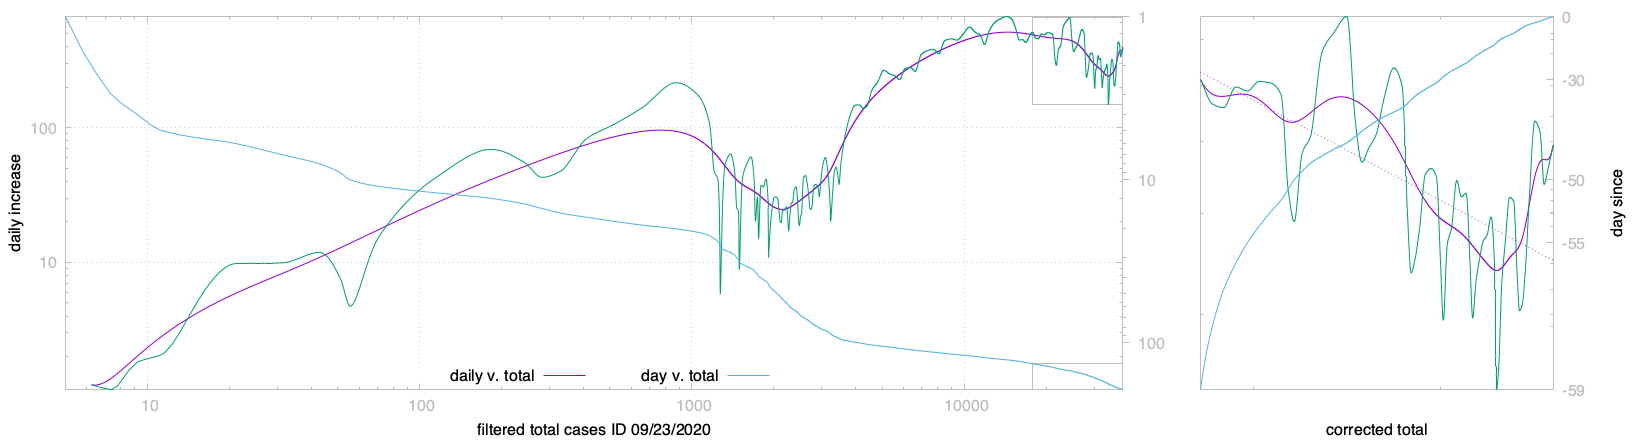 daily increase
100
10
1
10
100
daily v. total
day v. total
10
100
1000
10000
filtered total cases ID 09/23/2020
0
-30
-50
-55
-59
day since
corrected total